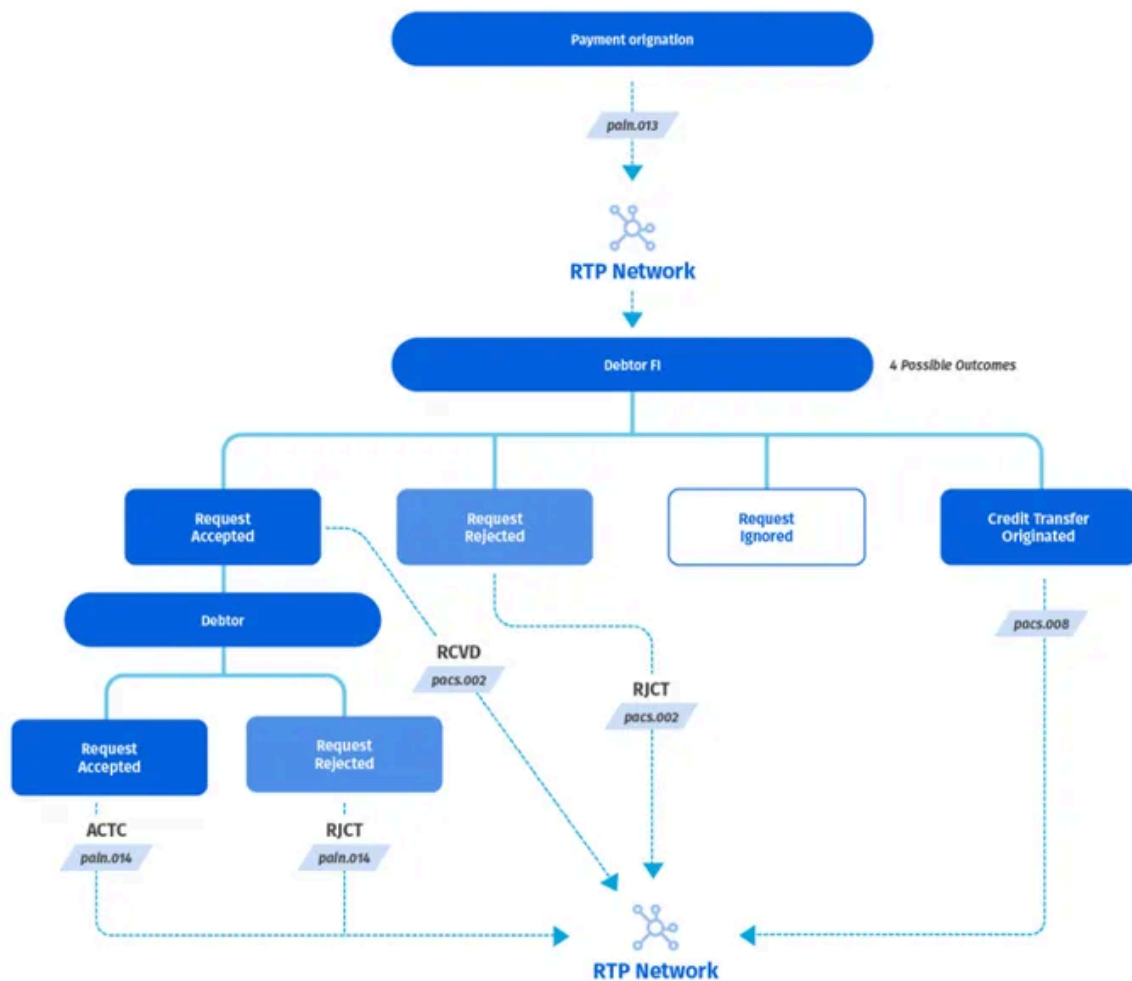 Payment orignation
pain.013
RTP Network
Debtor FI
4 Possible Outcomes
Request
Accepted
Request
Rejected
Request
Ignored
Credit Transfer
Originated
Debtor
pacs.008
RCVD
pacs.002
RJCT
pacs.002
Request
Accepted
Request
Rejected
ACTC
pain.014
RJCT
pain.014
RTP Network